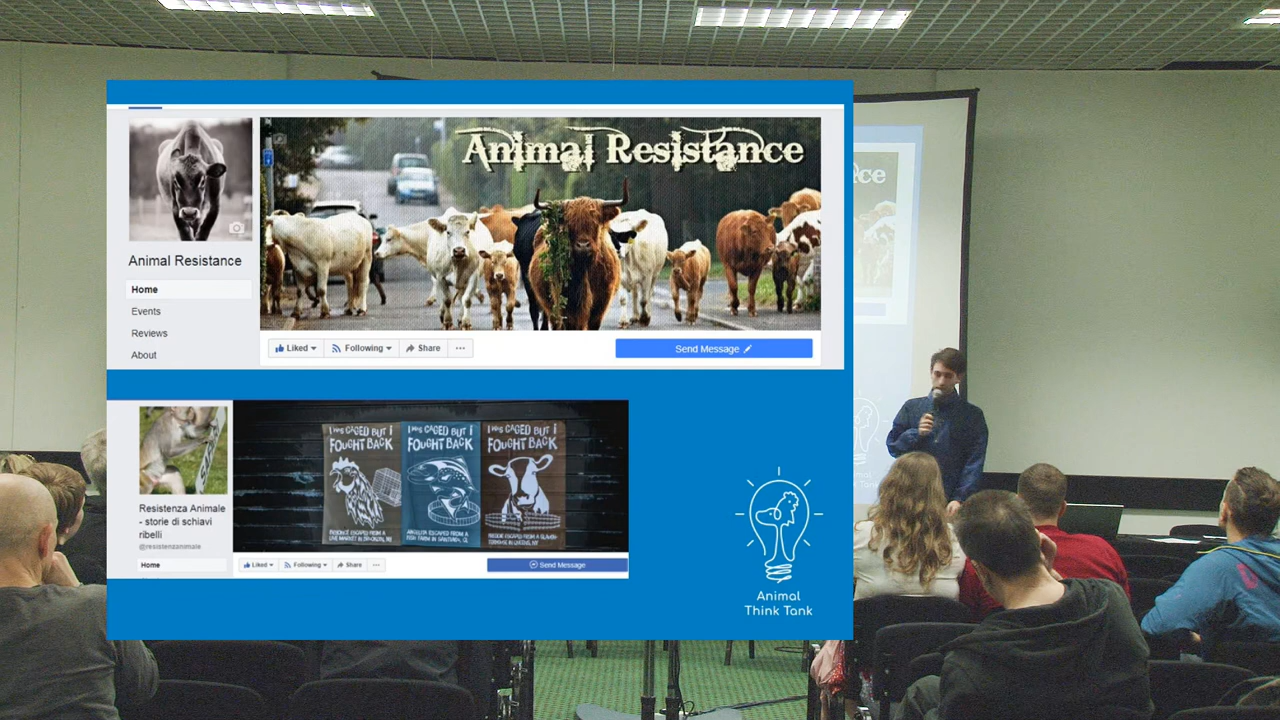 Animal Resistance
Animal Resistance
Home
Events
Reviews
About
Liked
Following
Share
Send Message
Resistenza Animale
- storie di schiavi
ribelli
@resistenzanimale
Home
I WAS CAGED BUT I
FOUGHT BACK
I WAS CAGED BUT I
FOUGHT BACK
I WAS CAGED BUT I
FOUGHT BACK
Liked
Following
Share
Send Message
Animal
Think Tank
ce